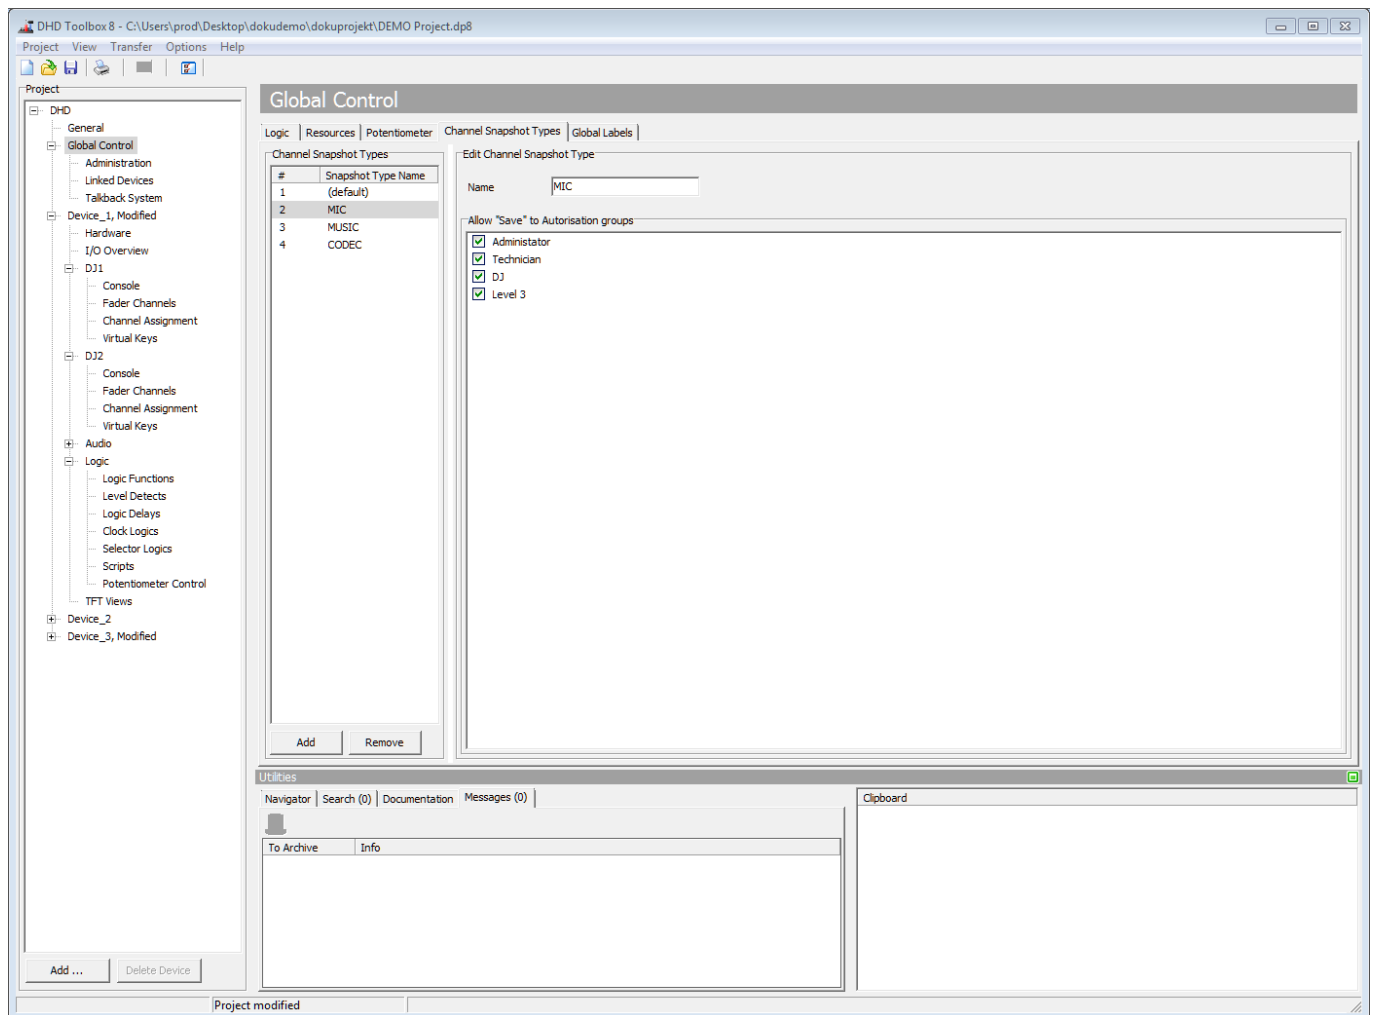 DHD Toolbox 8 - C:\Users\prod\Desktop\dokudemo\dokuprojekt\DEMO Project.dp8
Project View Transfer Options Help
Project
DHD
General
Global Control
Administration
Linked Devices
Talkback System
Device_1, Modified
Hardware
I/O Overview
DJ1
Console
Fader Channels
Channel Assignment
Virtual Keys
DJ2
Console
Fader Channels
Channel Assignment
Virtual Keys
Audio
Logic
Logic Functions
Level Detects
Logic Delays
Clock Logics
Selector Logics
Scripts
Potentiometer Control
TFT Views
Device_2
Device_3, Modified
Add ... Delete Device
Global Control
Logic Resources Potentiometer Channel Snapshot Types Global Labels
Channel Snapshot Types
# Snapshot Type Name
1 (default)
2 MIC
3 MUSIC
4 CODEC
Add Remove
Edit Channel Snapshot Type
Name MIC
Allow "Save" to Autorisation groups
Administator
Technician
DJ
Level 3
Utilities
Navigator Search (0) Documentation Messages (0)
To Archive Info
Clipboard
Project modified